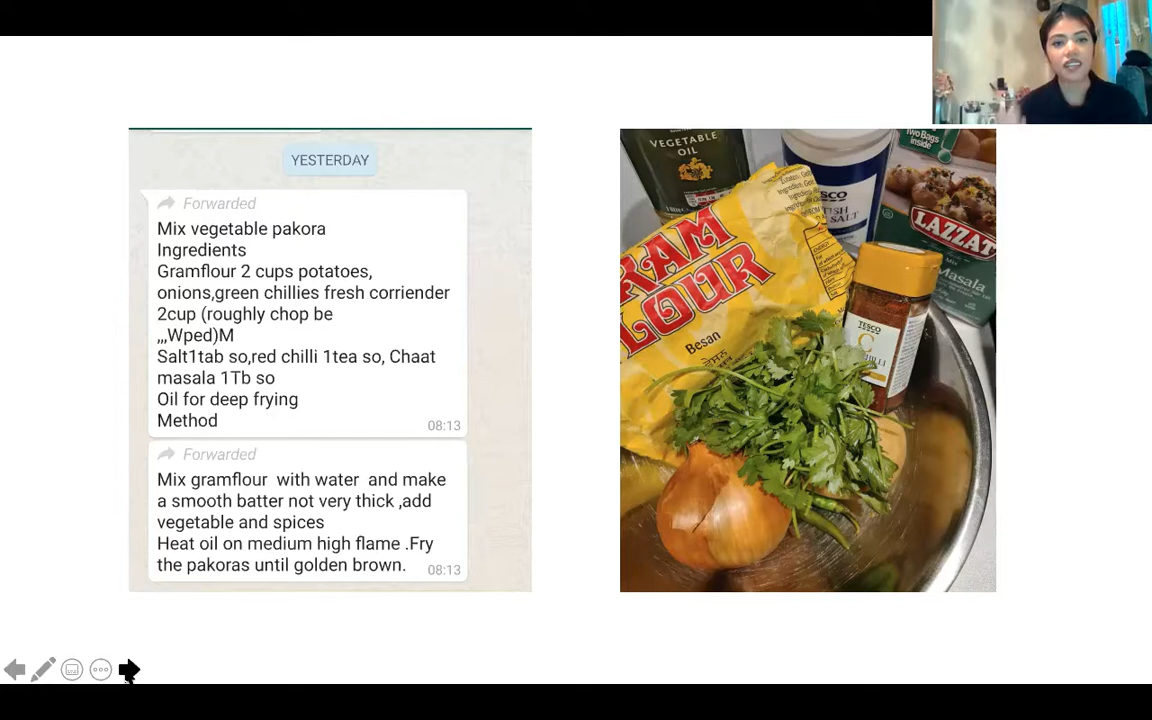 YESTERDAY
Forwarded
Mix vegetable pakora
Ingredients
Gramflour 2 cups potatoes,
onions,green chillies fresh corriender
2cup (roughly chop be
,,,Wped)M
Salt1tab so,red chilli 1tea so, Chaat
masala 1Tb so
Oil for deep frying
Method
08:13
Forwarded
Mix gramflour with water and make
a smooth batter not very thick ,add
vegetable and spices
Heat oil on medium high flame .Fry
the pakoras until golden brown.
08:13
VEGETABLE
OIL
Two Bags
inside
LAZZAT
Masala
RAM
LOUR
Besan
बेसन
TESCO
C